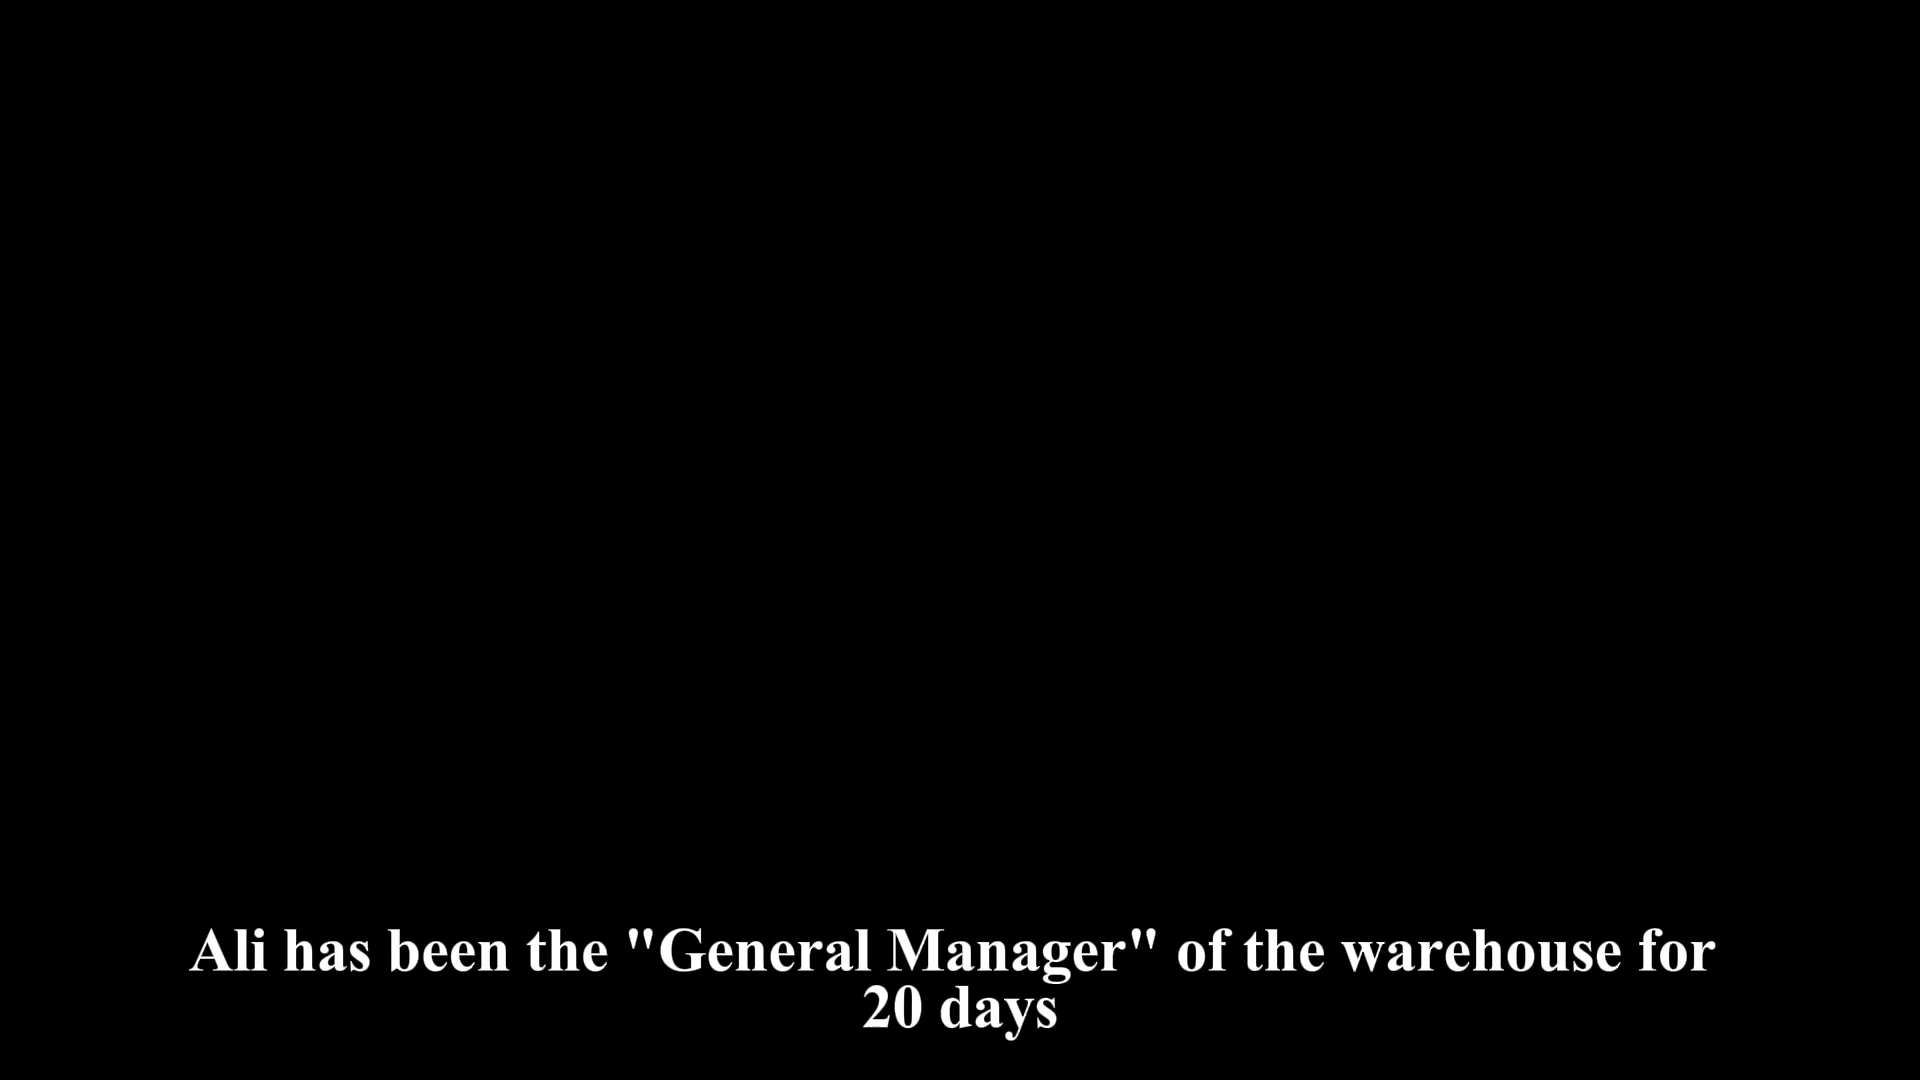 Ali has been the "General Manager" of the warehouse for
20 days